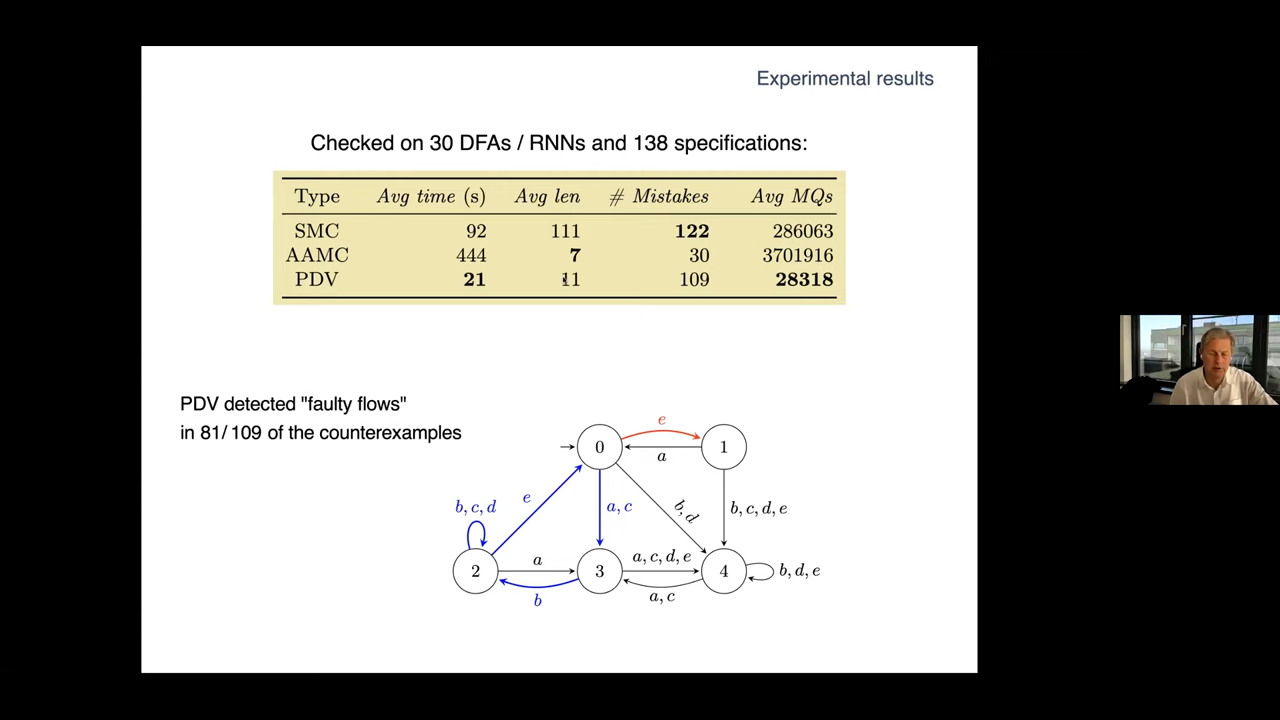 Experimental results
Checked on 30 DFAs / RNNs and 138 specifications:
Type Avg time (s) Avg len # Mistakes Avg MQs
SMC 92 111 122 286063
AAMC 444 7 30 3701916
PDV 21 11 109 28318
PDV detected "faulty flows"
in 81/109 of the counterexamples
e
0 1
a
e
b, c, d
a, c
b, d
b, c, d, e
a
a, c, d, e
2 3 4
b, d, e
b
a, c